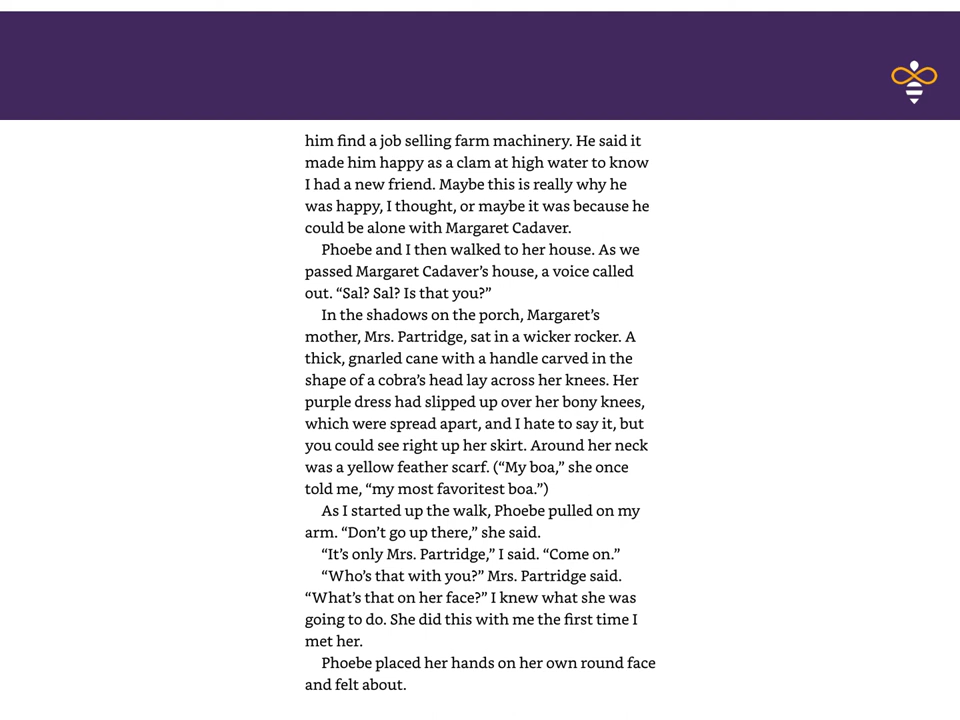 him find a job selling farm machinery. He said it
made him happy as a clam at high water to know
I had a new friend. Maybe this is really why he
was happy, I thought, or maybe it was because he
could be alone with Margaret Cadaver.
Phoebe and I then walked to her house. As we
passed Margaret Cadaver’s house, a voice called
out. “Sal? Sal? Is that you?”
In the shadows on the porch, Margaret’s
mother, Mrs. Partridge, sat in a wicker rocker. A
thick, gnarled cane with a handle carved in the
shape of a cobra’s head lay across her knees. Her
purple dress had slipped up over her bony knees,
which were spread apart, and I hate to say it, but
you could see right up her skirt. Around her neck
was a yellow feather scarf. (“My boa,” she once
told me, “my most favoritest boa.”)
As I started up the walk, Phoebe pulled on my
arm. “Don’t go up there,” she said.
“It’s only Mrs. Partridge,” I said. “Come on.”
“Who’s that with you?” Mrs. Partridge said.
“What’s that on her face?” I knew what she was
going to do. She did this with me the first time I
met her.
Phoebe placed her hands on her own round face
and felt about.